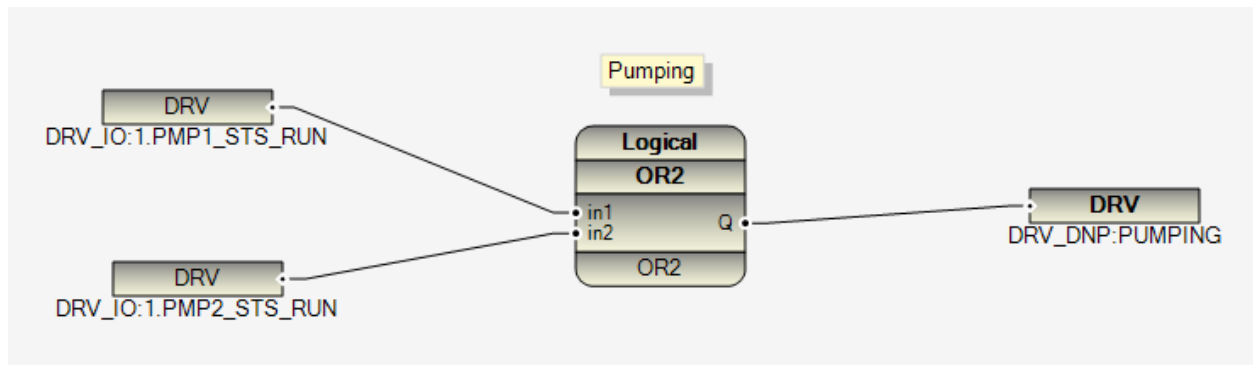 Pumping
DRV
DRV_IO:1.PMP1_STS_RUN
Logical
OR2
in1
in2
Q
OR2
DRV
DRV_DNP:PUMPING
DRV
DRV_IO:1.PMP2_STS_RUN